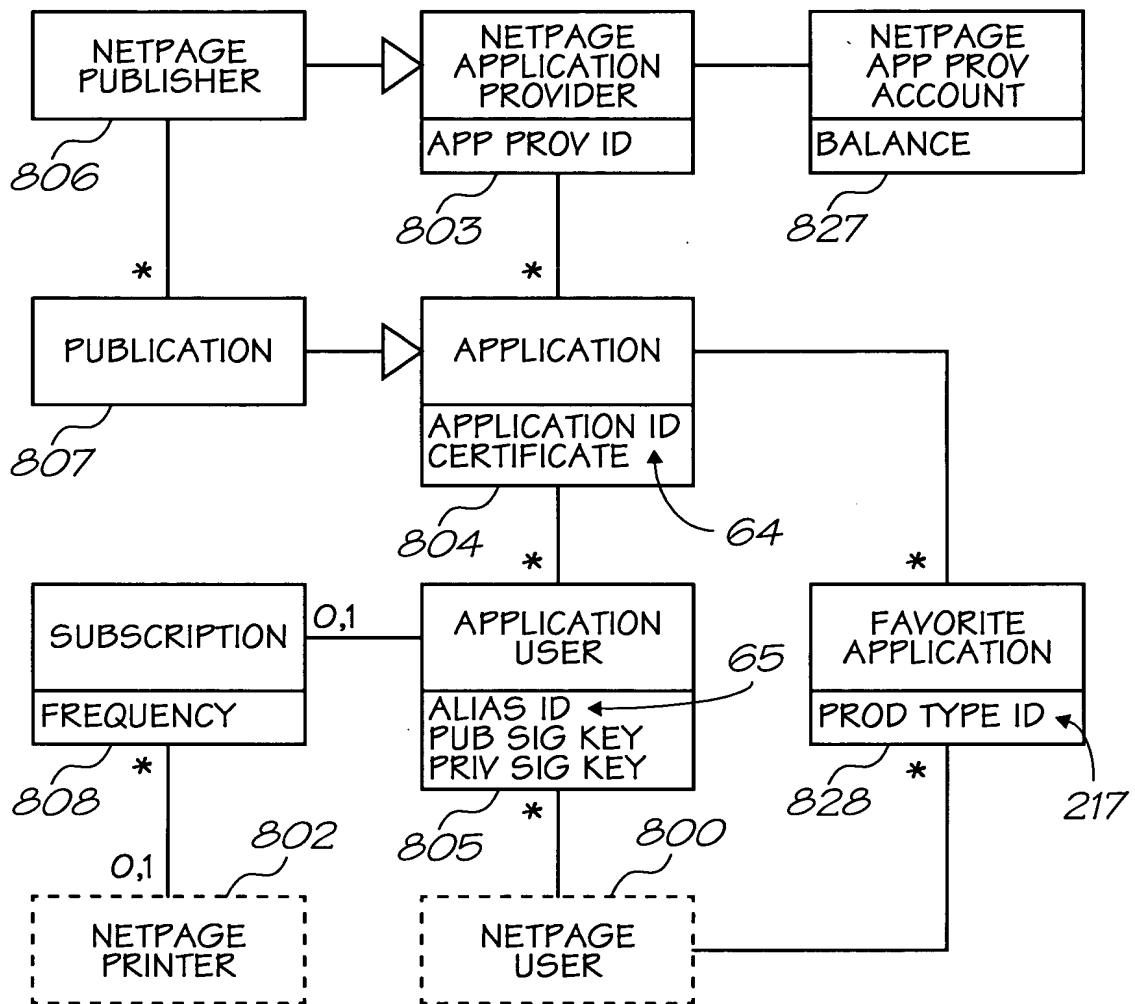 NETPAGE
PUBLISHER
806
NETPAGE
APPLICATION
PROVIDER
APP PROV ID
803
NETPAGE
APP PROV
ACCOUNT
BALANCE
827
*
*
PUBLICATION
807
APPLICATION
APPLICATION ID
CERTIFICATE
804
64
*
*
SUBSCRIPTION
FREQUENCY
808
0,1
APPLICATION
USER
ALIAS ID
PUB SIG KEY
PRIV SIG KEY
805
65
FAVORITE
APPLICATION
PROD TYPE ID
828
217
*
*
*
0,1
802
800
NETPAGE
PRINTER
NETPAGE
USER